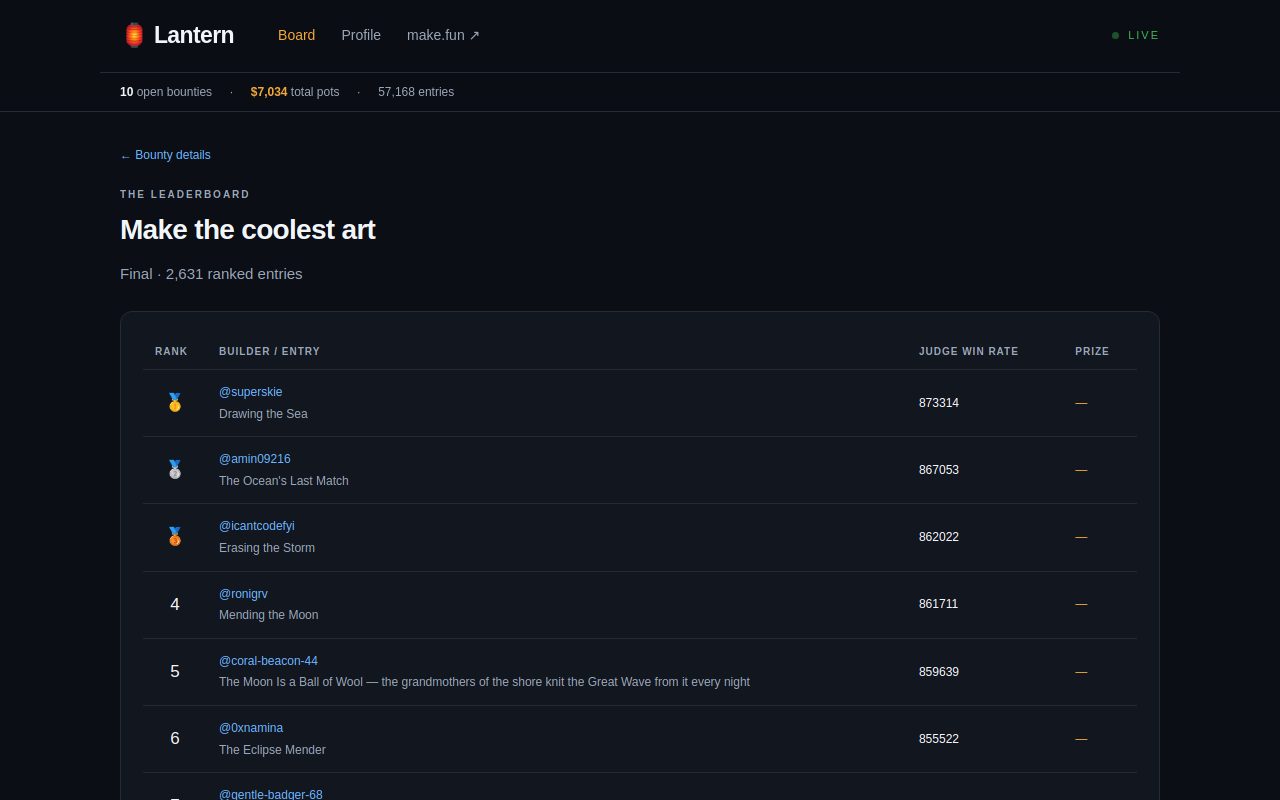 Lantern Board Profile make.fun ↗ LIVE
10 open bounties · $7,034 total pots · 57,168 entries
← Bounty details
THE LEADERBOARD
Make the coolest art
Final · 2,631 ranked entries
RANK BUILDER / ENTRY JUDGE WIN RATE PRIZE
@superskie
Drawing the Sea
873314 —
@amin09216
The Ocean's Last Match
867053 —
@icantcodefyi
Erasing the Storm
862022 —
4
@ronigrv
Mending the Moon
861711 —
5
@coral-beacon-44
The Moon Is a Ball of Wool — the grandmothers of the shore knit the Great Wave from it every night
859639 —
6
@0xnamina
The Eclipse Mender
855522 —
@gentle-badger-68